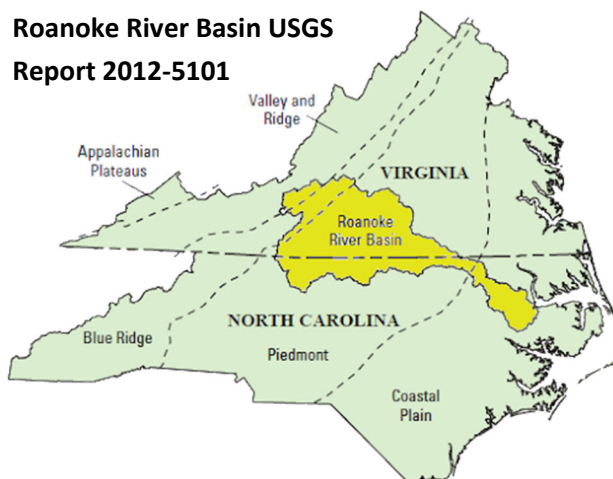 Roanoke River Basin USGS
Report 2012-5101
Valley and
Ridge
Appalachian
Plateaus
VIRGINIA
Roanoke
River Basin
NORTH CAROLINA
Blue Ridge
Piedmont
Coastal
Plain